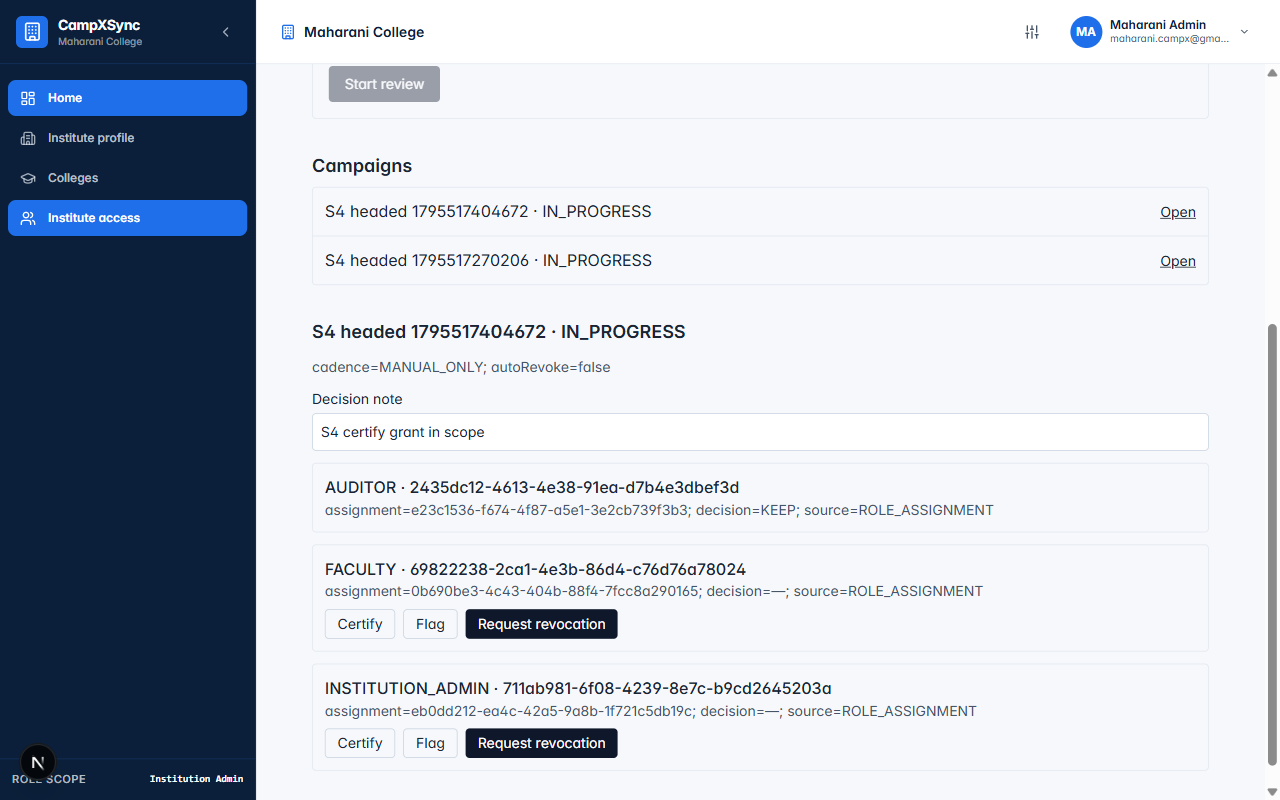 CampXSync
Maharani College
Home
Institute profile
Colleges
Institute access
ROLE SCOPE
Institution Admin
N
Maharani College
MA
Maharani Admin
maharani.campx@gma...
Start review
Campaigns
S4 headed 1795517404672 · IN_PROGRESS
Open
S4 headed 1795517270206 · IN_PROGRESS
Open
S4 headed 1795517404672 · IN_PROGRESS
cadence=MANUAL_ONLY; autoRevoke=false
Decision note
S4 certify grant in scope
AUDITOR · 2435dc12-4613-4e38-91ea-d7b4e3dbef3d
assignment=e23c1536-f674-4f87-a5e1-3e2cb739f3b3; decision=KEEP; source=ROLE_ASSIGNMENT
FACULTY · 69822238-2ca1-4e3b-86d4-c76d76a78024
assignment=0b690be3-4c43-404b-88f4-7fcc8a290165; decision=—; source=ROLE_ASSIGNMENT
Certify Flag Request revocation
INSTITUTION_ADMIN · 711ab981-6f08-4239-8e7c-b9cd2645203a
assignment=eb0dd212-ea4c-42a5-9a8b-1f721c5db19c; decision=—; source=ROLE_ASSIGNMENT
Certify Flag Request revocation